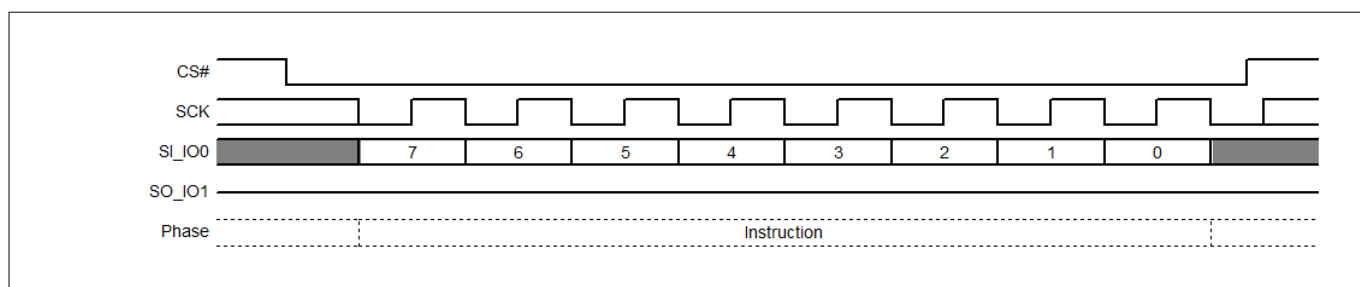 CS#
SCK
SI_IO0 7 6 5 4 3 2 1 0
SO_IO1
Phase Instruction